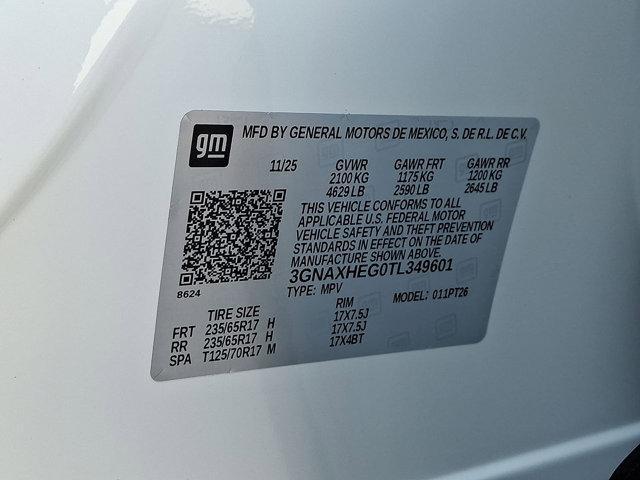 gm
MFD BY GENERAL MOTORS DE MEXICO, S. DE R.L. DE C.V.
11/25 GVWR GAWR FRT GAWR RR
2100 KG 1175 KG 1200 KG
4629 LB 2590 LB 2645 LB
THIS VEHICLE CONFORMS TO ALL
APPLICABLE U.S. FEDERAL MOTOR
VEHICLE SAFETY AND THEFT PREVENTION
STANDARDS IN EFFECT ON THE DATE OF
MANUFACTURE SHOWN ABOVE.
3GNAXHEG0TL349601
8624
TYPE: MPV MODEL: 011PT26
TIRE SIZE RIM
FRT 235/65R17 H 17X7.5J
RR 235/65R17 H 17X7.5J
SPA T125/70R17 M 17X4BT